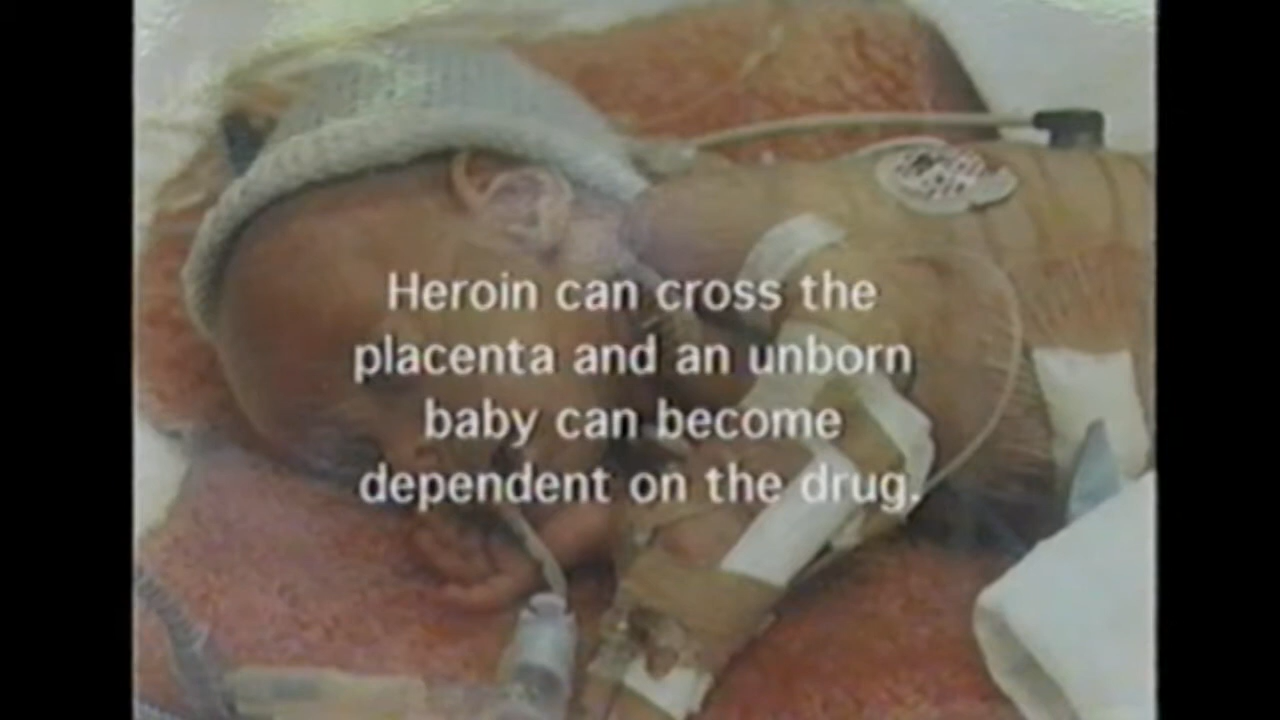 Heroin can cross the
placenta and an unborn
baby can become
dependent on the drug.